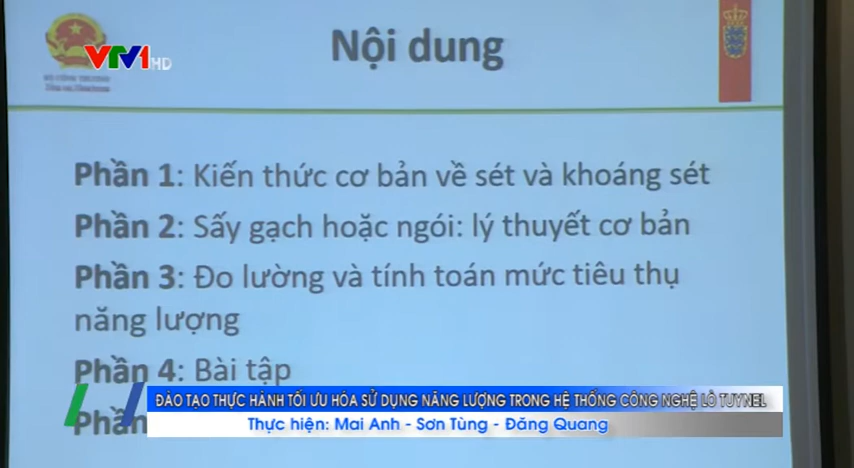 VTV1 HD
Nội dung
Phần 1: Kiến thức cơ bản về sét và khoáng sét
Phần 2: Sấy gạch hoặc ngói: lý thuyết cơ bản
Phần 3: Đo lường và tính toán mức tiêu thụ
năng lượng
Phần 4: Bài tập
Phần
ĐÀO TẠO THỰC HÀNH TỐI ƯU HÓA SỬ DỤNG NĂNG LƯỢNG TRONG HỆ THỐNG CÔNG NGHỆ LÒ TUYNEL
Thực hiện: Mai Anh - Sơn Tùng - Đăng Quang